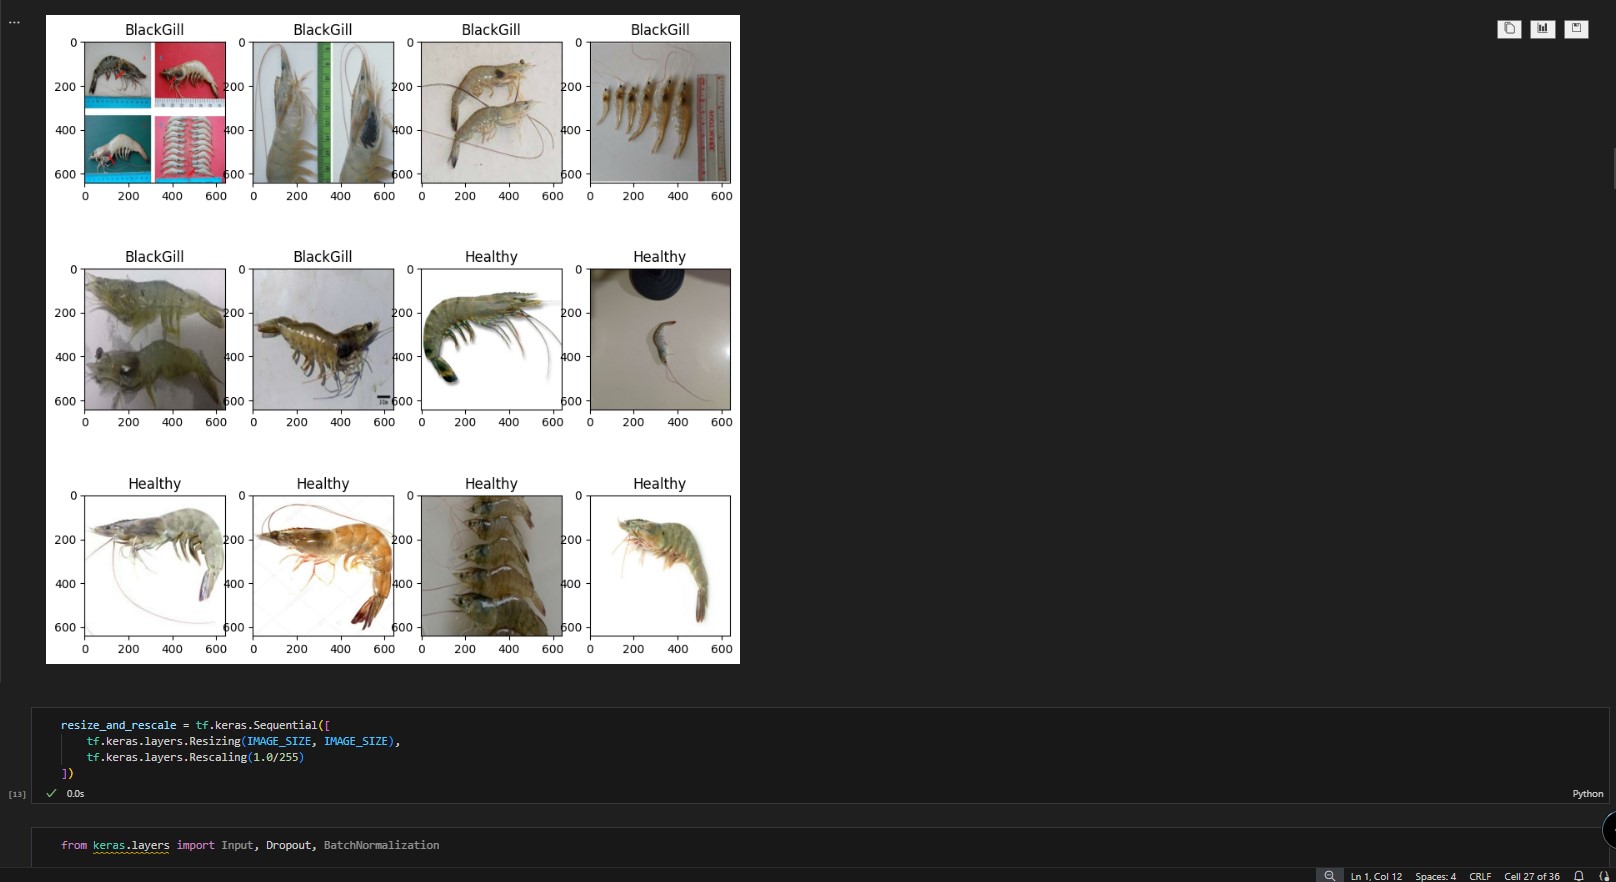 ...
BlackGill BlackGill BlackGill BlackGill
0 0 0 0
200 200 200 200
400 400 400 400
600 600 600 600
0 200 400 600 0 200 400 600 0 200 400 600 0 200 400 600
BlackGill BlackGill Healthy Healthy
0 0 0 0
200 200 200 200
400 400 400 400
600 600 600 600
0 200 400 600 0 200 400 600 0 200 400 600 0 200 400 600
Healthy Healthy Healthy Healthy
0 0 0 0
200 200 200 200
400 400 400 400
600 600 600 600
0 200 400 600 0 200 400 600 0 200 400 600 0 200 400 600
resize_and_rescale = tf.keras.Sequential([
tf.keras.layers.Resizing(IMAGE_SIZE, IMAGE_SIZE),
tf.keras.layers.Rescaling(1.0/255)
])
[13] 0.0s Python
from keras.layers import Input, Dropout, BatchNormalization
Ln 1, Col 12 Spaces: 4 CRLF Cell 27 of 36